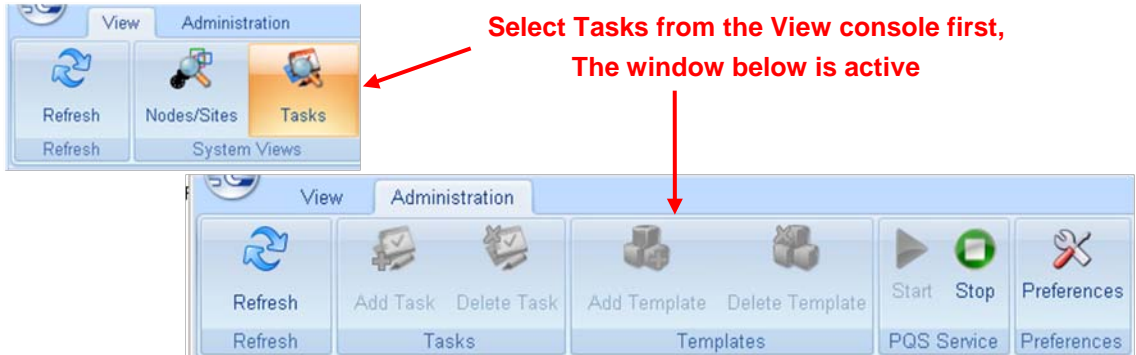 View Administration
Select Tasks from the View console first,
The window below is active
Refresh Nodes/Sites Tasks
Refresh System Views
View Administration
Refresh Add Task Delete Task Add Template Delete Template Start Stop Preferences
Refresh Tasks Templates PQS Service Preferences